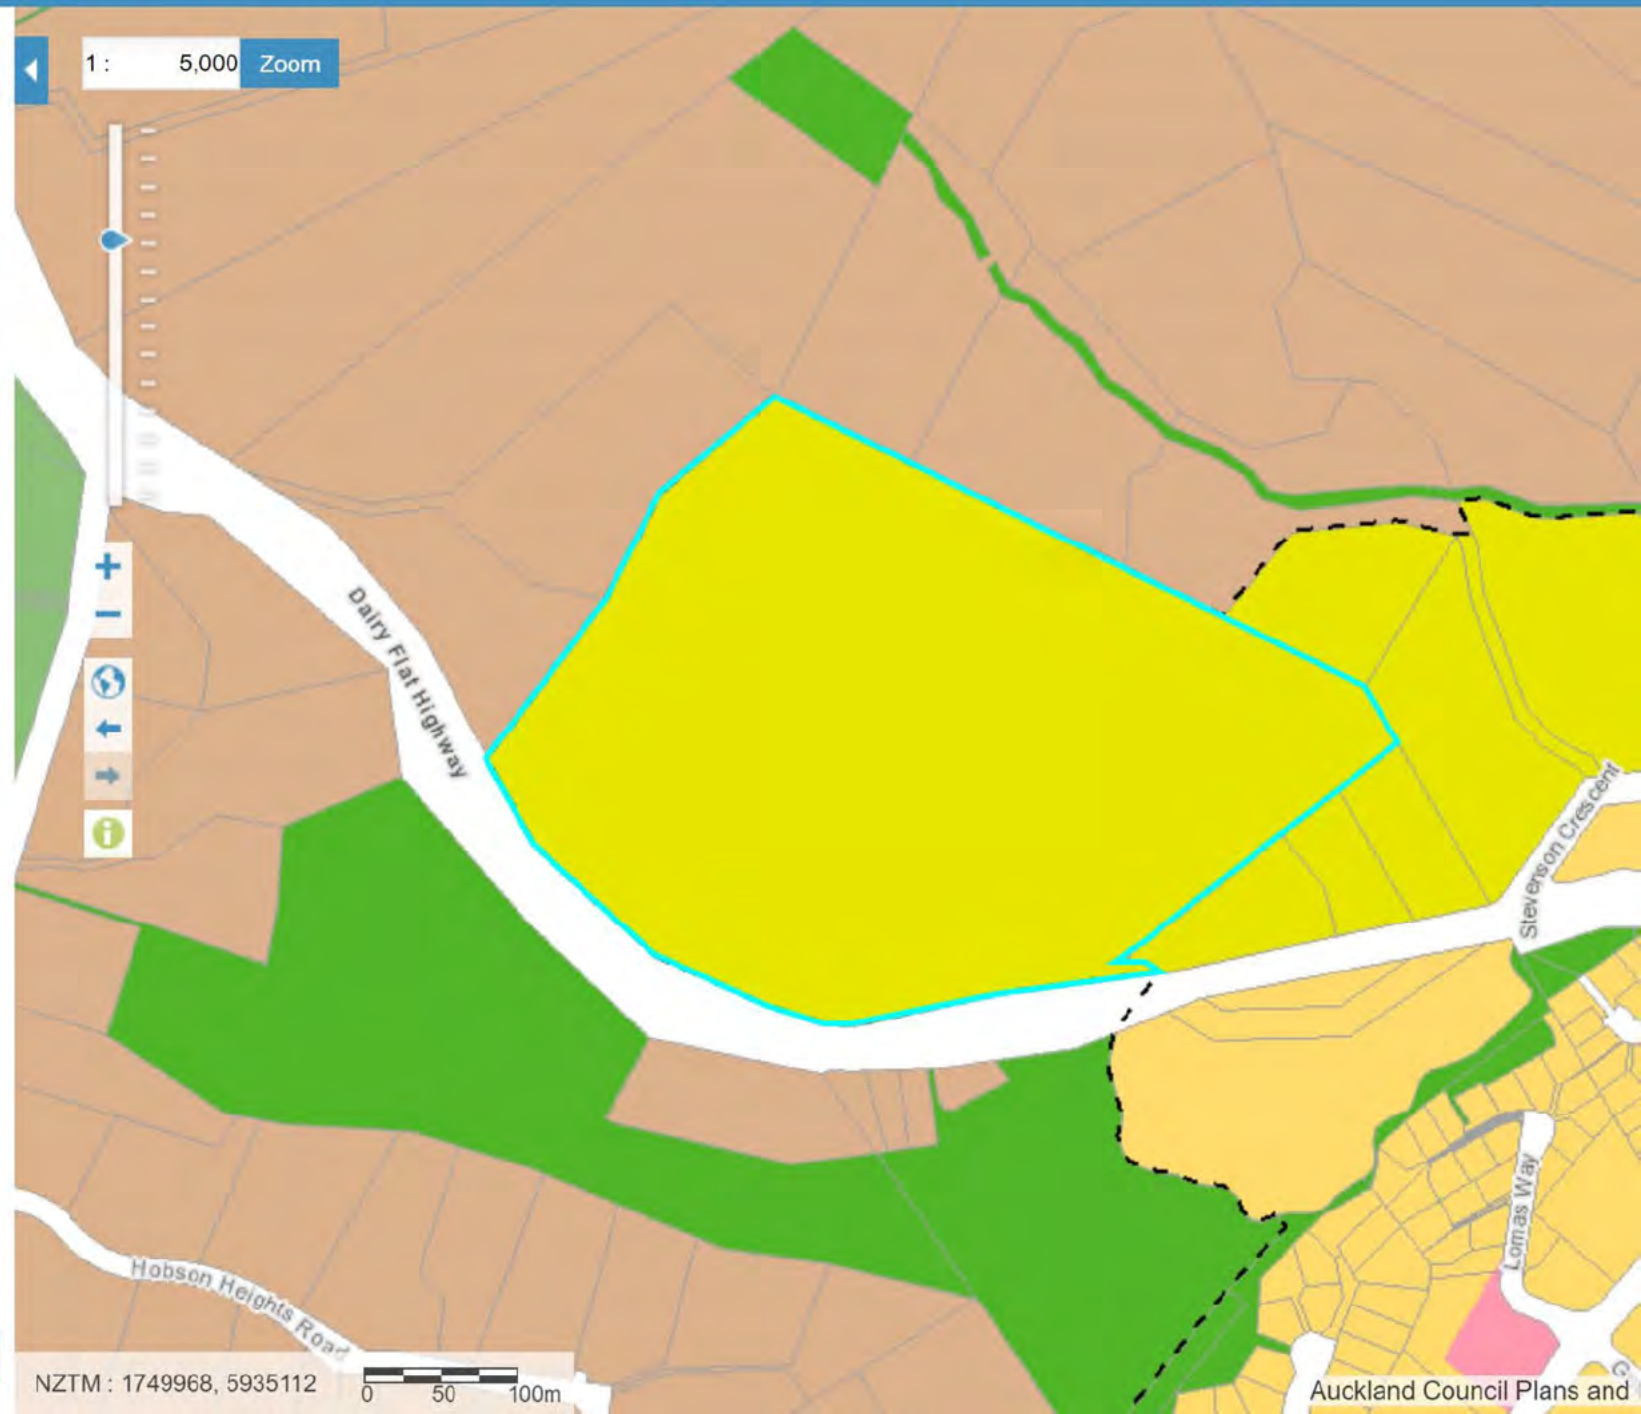 1 : 5,000 Zoom
Dairy Flat Highway
Stevenson Crescent
Lomas Way
Hobson Heights Road
G
NZTM : 1749968, 5935112
0 50 100m
Auckland Council Plans and